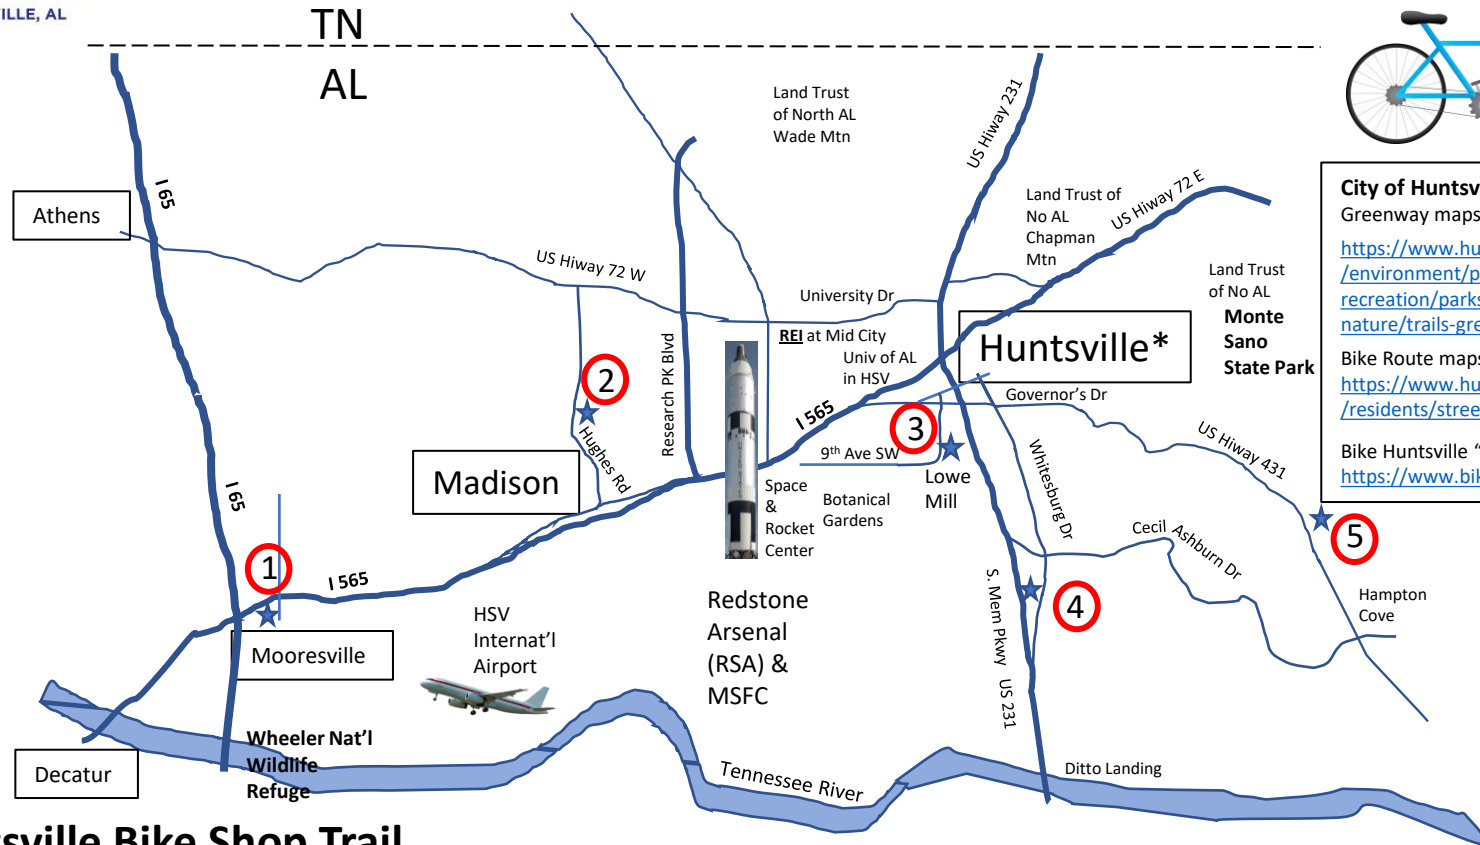 VILLE, AL
TN
AL
Land Trust
of North AL
Wade Mtn
US Hiway 231
I 65
Athens
Land Trust of
No AL
Chapman
Mtn
US Hiway 72 E
City of Huntsv
Greenway maps
https://www.hu
/environment/p
recreation/parks
nature/trails-gre
Bike Route maps
https://www.hu
/residents/stree
Bike Huntsville “
https://www.bik
US Hiway 72 W
University Dr
Land Trust
of No AL
Monte
Sano
State Park
REI at Mid City
Univ of AL
in HSV
Huntsville*
Research PK Blvd
2
Hughes Rd
Governor’s Dr
I 565
3
9th Ave SW
Lowe
Mill
Whitesburg Dr
US Hiway 431
Madison
I 65
Space
&
Rocket
Center
Botanical
Gardens
Cecil Ashburn Dr
5
1
I 565
HSV
Internat’l
Airport
Redstone
Arsenal
(RSA) &
MSFC
S. Mem Pkwy US 231
4
Hampton
Cove
Mooresville
Wheeler Nat’l
Wildlife
Refuge
Decatur
Tennessee River
Ditto Landing
tsville Bike Shop Trail